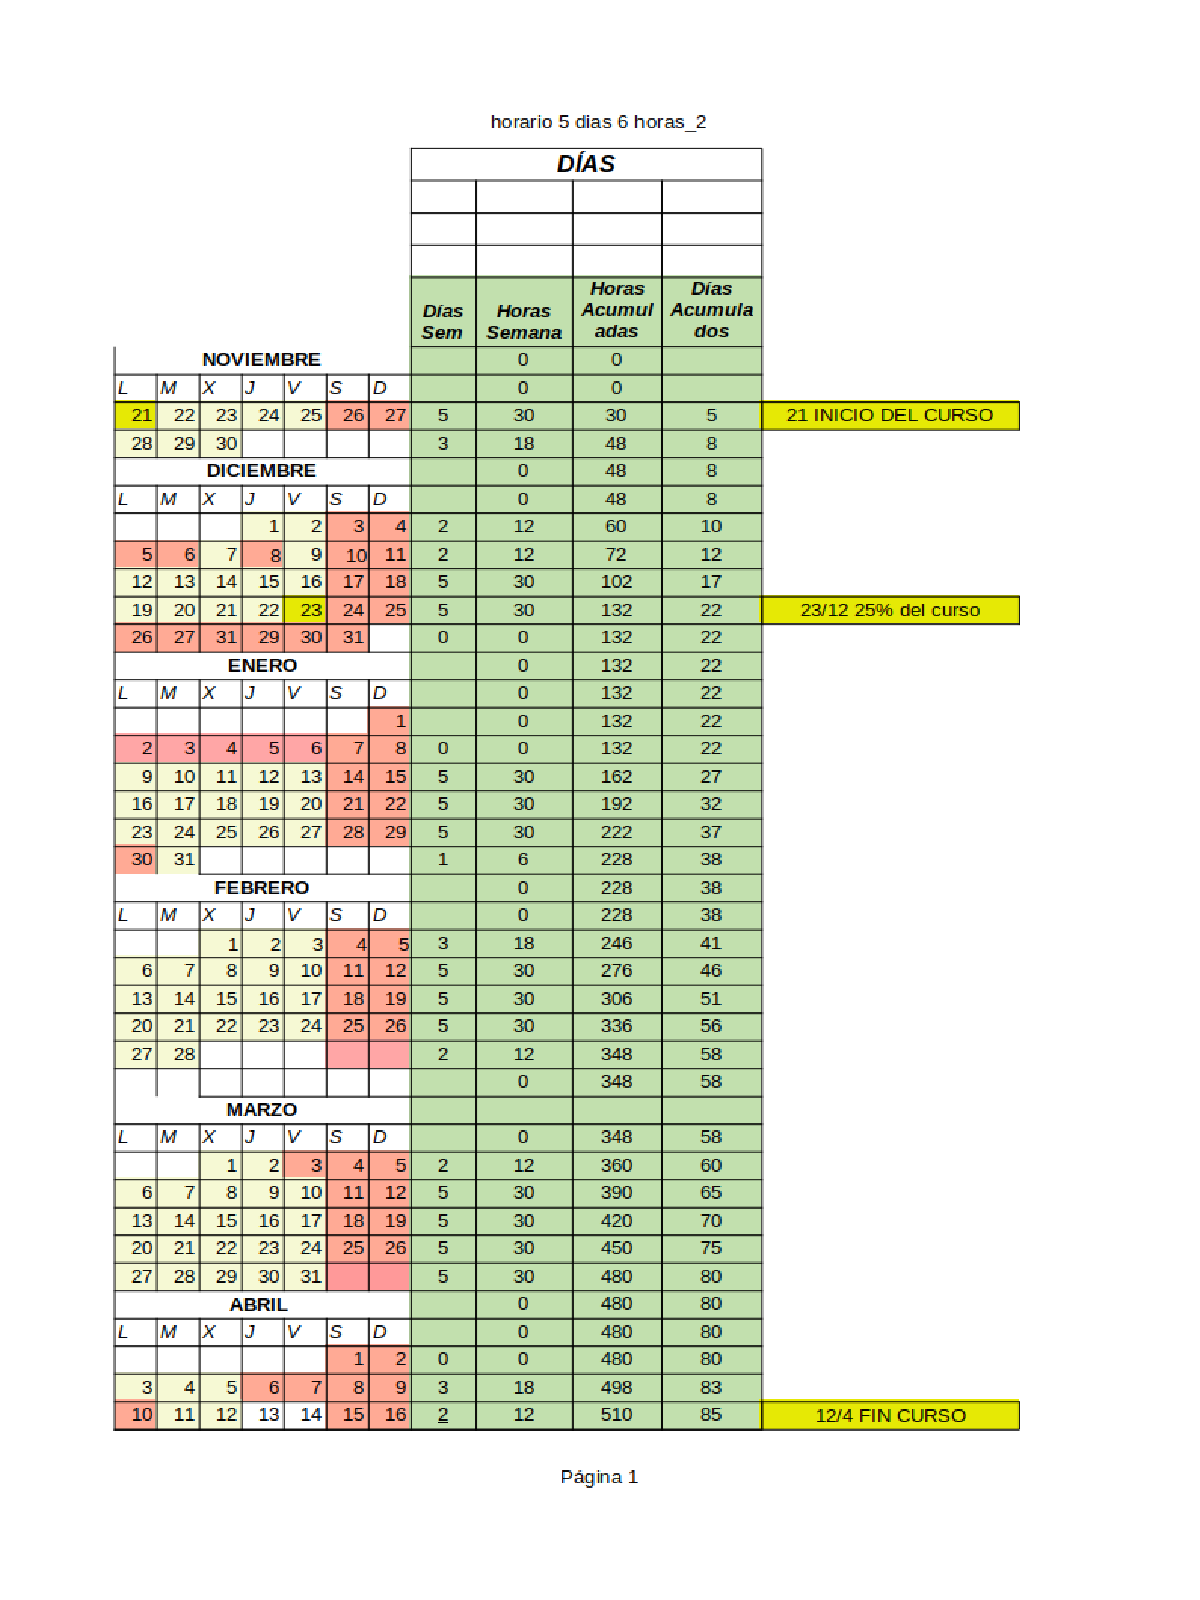 horario 5 dias 6 horas_2
DÍAS
Días Sem Horas Semana Horas Acumul adas Días Acumula dos
NOVIEMBRE 0 0
L M X J V S D 0 0
21 22 23 24 25 26 27 5 30 30 5 21 INICIO DEL CURSO
28 29 30 3 18 48 8
DICIEMBRE 0 48 8
L M X J V S D 0 48 8
1 2 3 4 2 12 60 10
5 6 7 8 9 10 11 2 12 72 12
12 13 14 15 16 17 18 5 30 102 17
19 20 21 22 23 24 25 5 30 132 22 23/12 25% del curso
26 27 31 29 30 31 0 0 132 22
ENERO 0 132 22
L M X J V S D 0 132 22
1 0 132 22
2 3 4 5 6 7 8 0 0 132 22
9 10 11 12 13 14 15 5 30 162 27
16 17 18 19 20 21 22 5 30 192 32
23 24 25 26 27 28 29 5 30 222 37
30 31 1 6 228 38
FEBRERO 0 228 38
L M X J V S D 0 228 38
1 2 3 4 5 3 18 246 41
6 7 8 9 10 11 12 5 30 276 46
13 14 15 16 17 18 19 5 30 306 51
20 21 22 23 24 25 26 5 30 336 56
27 28 2 12 348 58
0 348 58
MARZO
L M X J V S D 0 348 58
1 2 3 4 5 2 12 360 60
6 7 8 9 10 11 12 5 30 390 65
13 14 15 16 17 18 19 5 30 420 70
20 21 22 23 24 25 26 5 30 450 75
27 28 29 30 31 5 30 480 80
ABRIL 0 480 80
L M X J V S D 0 480 80
1 2 0 0 480 80
3 4 5 6 7 8 9 3 18 498 83
10 11 12 13 14 15 16 2 12 510 85 12/4 FIN CURSO
Página 1